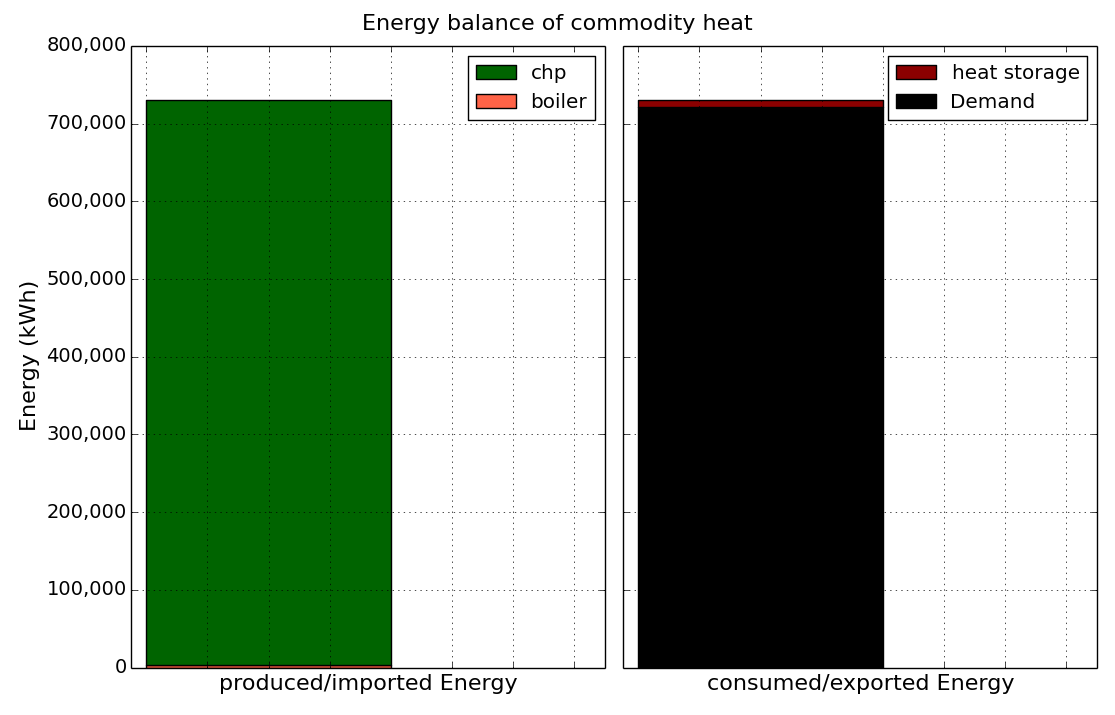 Energy balance of commodity heat
800,000
700,000
600,000
500,000
400,000
300,000
200,000
100,000
0
Energy (kWh)
chp
boiler
produced/imported Energy
heat storage
Demand
consumed/exported Energy